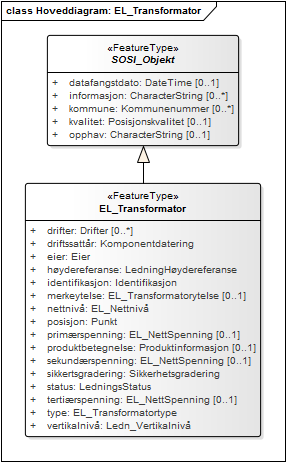 class Hoveddiagram: EL_Transformator
«FeatureType»
SOSI_Objekt
+ datafangstdato: DateTime [0..1]
+ informasjon: CharacterString [0..*]
+ kommune: Kommunenummer [0..*]
+ kvalitet: Posisjonskvalitet [0..1]
+ opphav: CharacterString [0..1]
«FeatureType»
EL_Transformator
+ drifter: Drifter [0..*]
+ driftssattår: Komponentdatering
+ eier: Eier
+ høydereferanse: LedningHøydereferanse
+ identifikasjon: Identifikasjon
+ merkeytelse: EL_Transformatorytelse [0..1]
+ nettnivå: EL_Nettnivå
+ posisjon: Punkt
+ primærspenning: EL_NettSpenning [0..1]
+ produktbetegnelse: Produktinformasjon [0..1]
+ sekundærspenning: EL_NettSpenning [0..1]
+ sikkertsgradering: Sikkerhetsgradering
+ status: LedningsStatus
+ tertiærspenning: EL_NettSpenning [0..1]
+ type: EL_Transformatortype
+ vertikalnivå: Ledn_Vertikalnivå